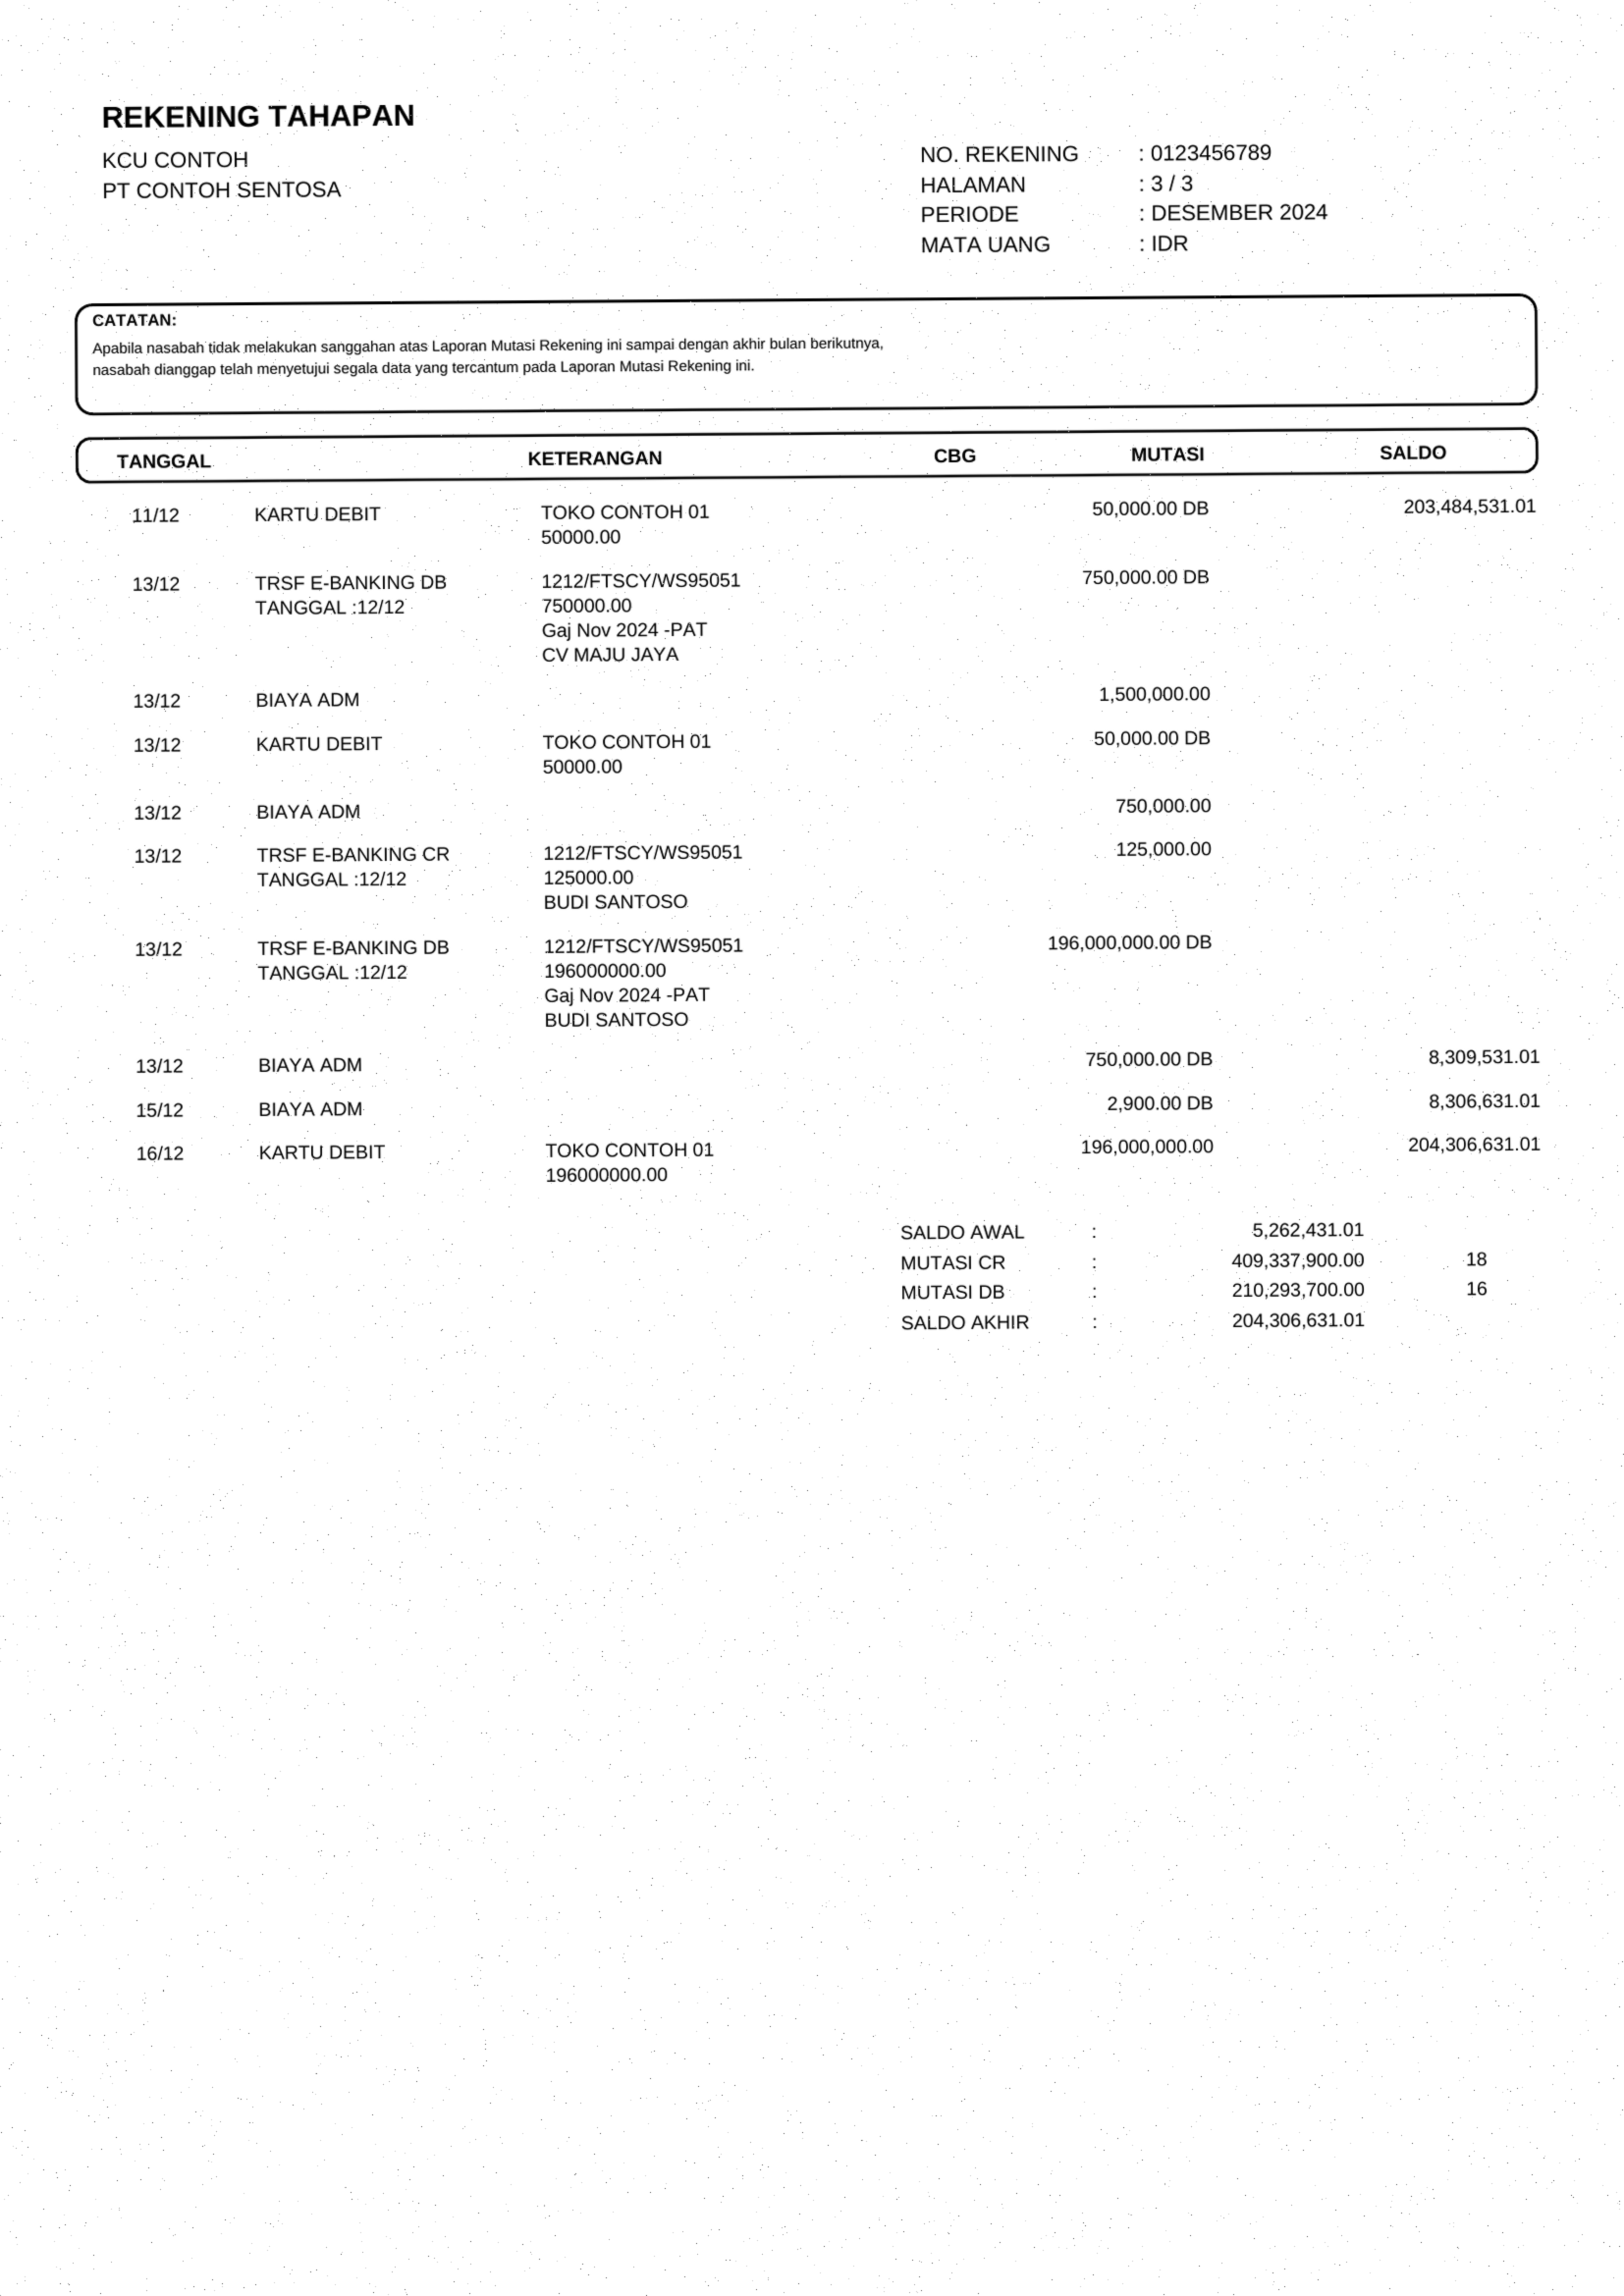 REKENING TAHAPAN
KCU CONTOH
PT CONTOH SENTOSA
NO. REKENING : 0123456789
HALAMAN : 3 / 3
PERIODE : DESEMBER 2024
MATA UANG : IDR
CATATAN:
Apabila nasabah tidak melakukan sanggahan atas Laporan Mutasi Rekening ini sampai dengan akhir bulan berikutnya,
nasabah dianggap telah menyetujui segala data yang tercantum pada Laporan Mutasi Rekening ini.
TANGGAL KETERANGAN CBG MUTASI SALDO
11/12 KARTU DEBIT TOKO CONTOH 01 50,000.00 DB 203,484,531.01
50000.00
13/12 TRSF E-BANKING DB 1212/FTSCY/WS95051 750,000.00 DB
TANGGAL :12/12 750000.00
Gaj Nov 2024 -PAT
CV MAJU JAYA
13/12 BIAYA ADM 1,500,000.00
13/12 KARTU DEBIT TOKO CONTOH 01 50,000.00 DB
50000.00
13/12 BIAYA ADM 750,000.00
13/12 TRSF E-BANKING CR 1212/FTSCY/WS95051 125,000.00
TANGGAL :12/12 125000.00
BUDI SANTOSO
13/12 TRSF E-BANKING DB 1212/FTSCY/WS95051 196,000,000.00 DB
TANGGAL :12/12 196000000.00
Gaj Nov 2024 -PAT
BUDI SANTOSO
13/12 BIAYA ADM 750,000.00 DB 8,309,531.01
15/12 BIAYA ADM 2,900.00 DB 8,306,631.01
16/12 KARTU DEBIT TOKO CONTOH 01 196,000,000.00 204,306,631.01
196000000.00
SALDO AWAL : 5,262,431.01
MUTASI CR : 409,337,900.00 18
MUTASI DB : 210,293,700.00 16
SALDO AKHIR : 204,306,631.01